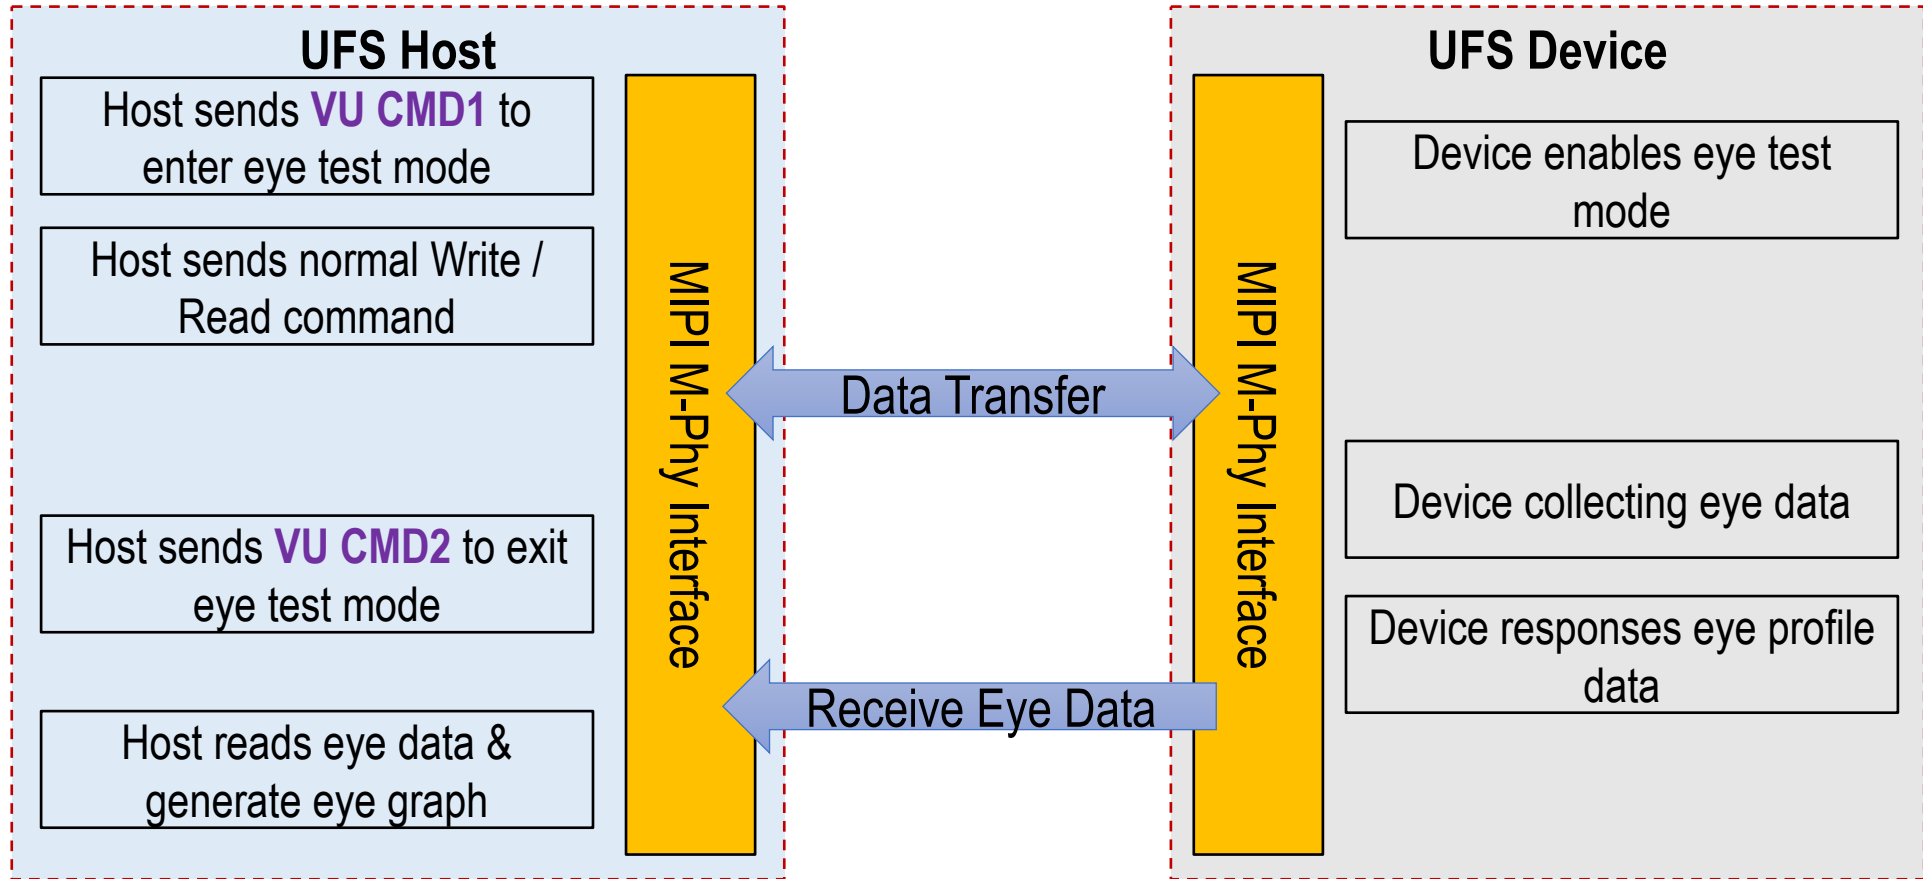 UFS Host
Host sends VU CMD1 to
enter eye test mode
Host sends normal Write /
Read command
Host sends VU CMD2 to exit
eye test mode
Host reads eye data &
generate eye graph
MIPI M-Phy Interface
Data Transfer
Receive Eye Data
MIPI M-Phy Interface
UFS Device
Device enables eye test
mode
Device collecting eye data
Device responses eye profile
data